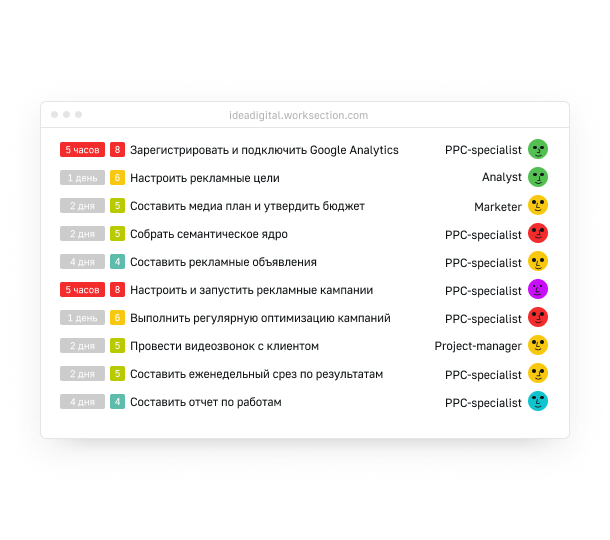 ideadigital.worksection.com
5 часов 8 Зарегистрировать и подключить Google Analytics PPC-specialist
1 день 6 Настроить рекламные цели Analyst
2 дня 5 Составить медиа план и утвердить бюджет Marketer
2 дня 5 Собрать семантическое ядро PPC-specialist
4 дня 4 Составить рекламные объявления PPC-specialist
5 часов 8 Настроить и запустить рекламные кампании PPC-specialist
1 день 6 Выполнить регулярную оптимизацию кампаний PPC-specialist
2 дня 5 Провести видеозвонок с клиентом Project-manager
2 дня 5 Составить еженедельный срез по результатам PPC-specialist
4 дня 4 Составить отчет по работам PPC-specialist